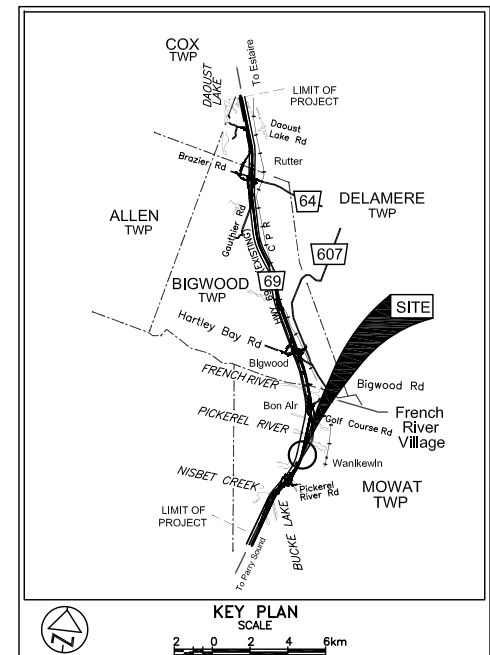 COX
TWP
To Estaire
DAOUST
LAKE
LIMIT OF
PROJECT
Daoust
Lake Rd
Brazier Rd
Rutter
64
DELAMERE
TWP
ALLEN
TWP
Gauthier Rd
C P R
607
HWY 69 (EXISTING)
69
BIGWOOD
TWP
SITE
Hartley Bay Rd
Bigwood
FRENCH RIVER
Bigwood Rd
Bon Air
French
River
Village
Golf Course Rd
PICKEREL RIVER
Wanikewin
NISBET CREEK
MOWAT
TWP
Pickerel
River Rd
LIMIT OF
PROJECT
BUCKE LAKE
To Parry Sound
N
KEY PLAN
SCALE
2 0 2 4 6km